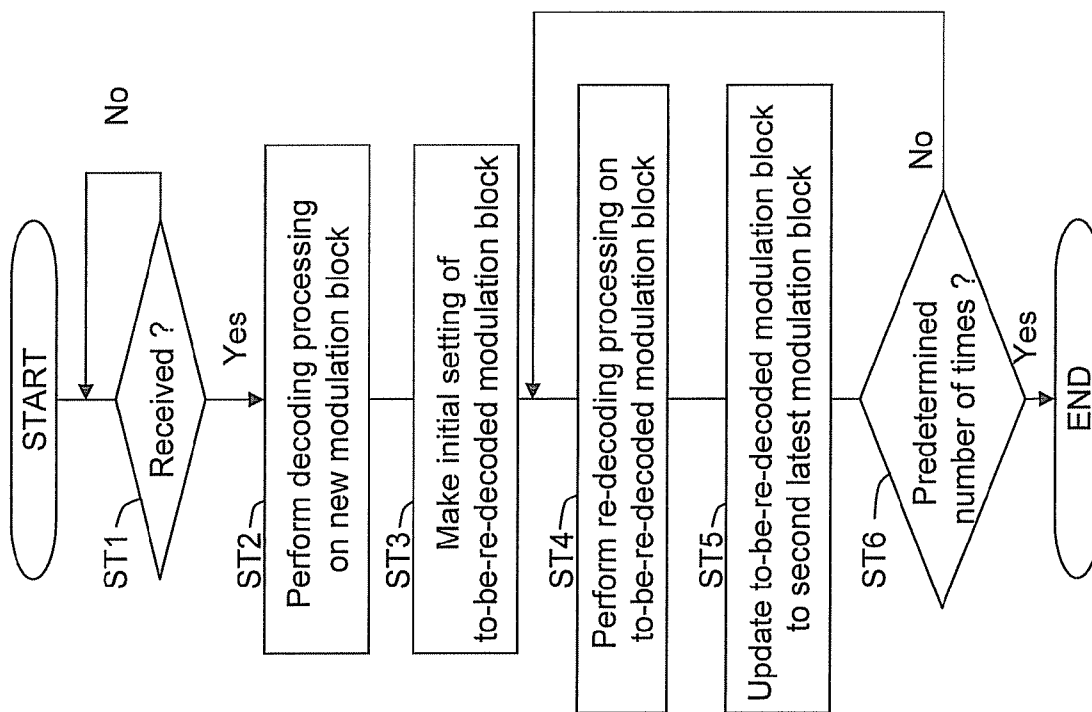 START
ST1
Received ?
No
Yes
ST2
Perform decoding processing
on new modulation block
ST3
Make initial setting of
to-be-re-decoded modulation block
ST4
Perform re-decoding processing on
to-be-re-decoded modulation block
ST5
Update to-be-re-decoded modulation block
to second latest modulation block
ST6
Predetermined
number of times ?
No
Yes
END